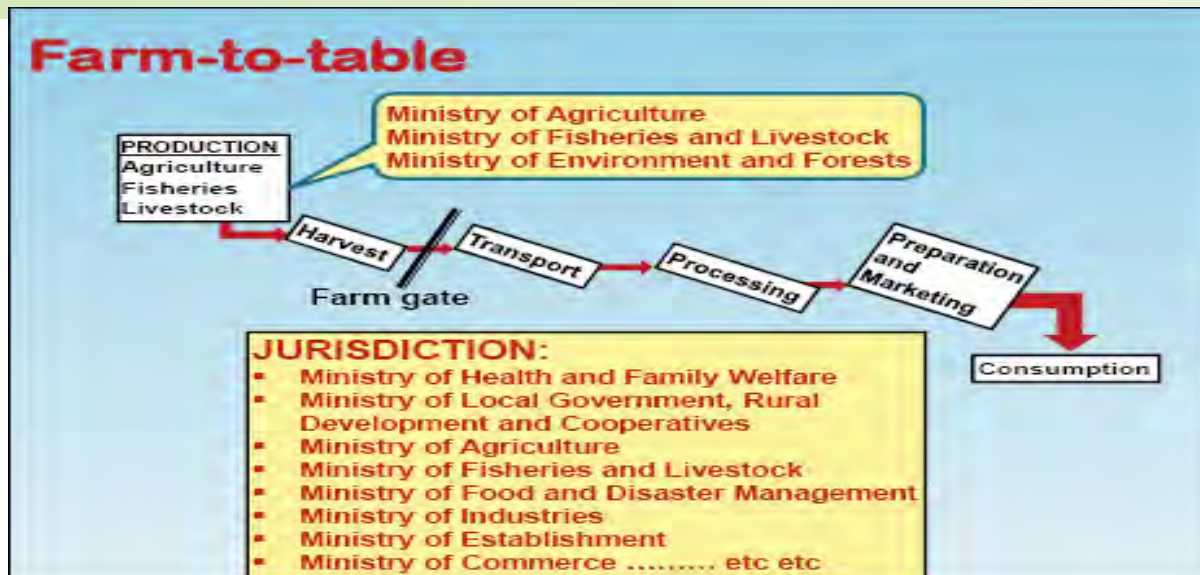 Farm-to-table
Ministry of Agriculture
Ministry of Fisheries and Livestock
Ministry of Environment and Forests
PRODUCTION
Agriculture
Fisheries
Livestock
Harvest
Farm gate
Transport
Processing
Preparation
and
Marketing
Consumption
JURISDICTION:
▪ Ministry of Health and Family Welfare
▪ Ministry of Local Government, Rural
Development and Cooperatives
▪ Ministry of Agriculture
▪ Ministry of Fisheries and Livestock
▪ Ministry of Food and Disaster Management
▪ Ministry of Industries
▪ Ministry of Establishment
▪ Ministry of Commerce ......... etc etc